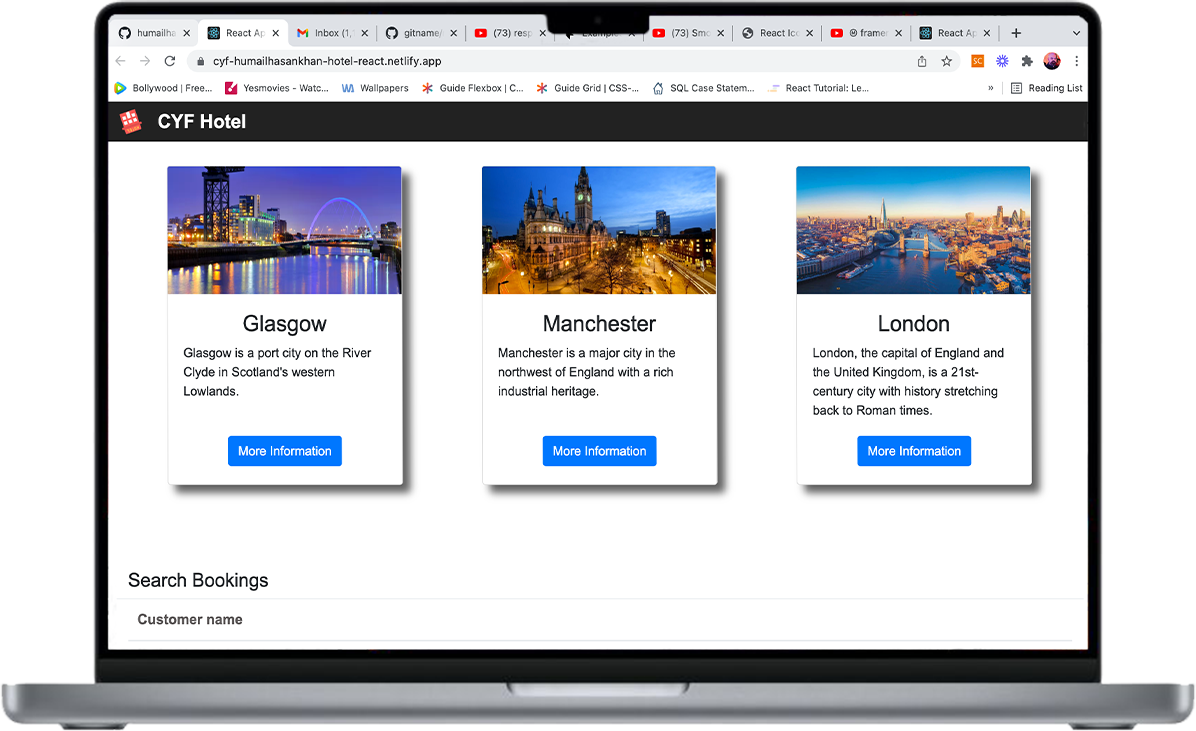 humailha
React Ap
Inbox (1,
gitname/
(73) resp
Example
(73) Smo
React Ico
framer
React Ap
cyf-humailhasankhan-hotel-react.netlify.app
SC
Bollywood | Free...
Yesmovies - Watc...
Wallpapers
Guide Flexbox | C...
Guide Grid | CSS-...
SQL Case Statem...
React Tutorial: Le...
»
Reading List
CYF Hotel
Glasgow
Glasgow is a port city on the River
Clyde in Scotland's western
Lowlands.
More Information
Manchester
Manchester is a major city in the
northwest of England with a rich
industrial heritage.
More Information
London
London, the capital of England and
the United Kingdom, is a 21st-
century city with history stretching
back to Roman times.
More Information
Search Bookings
Customer name